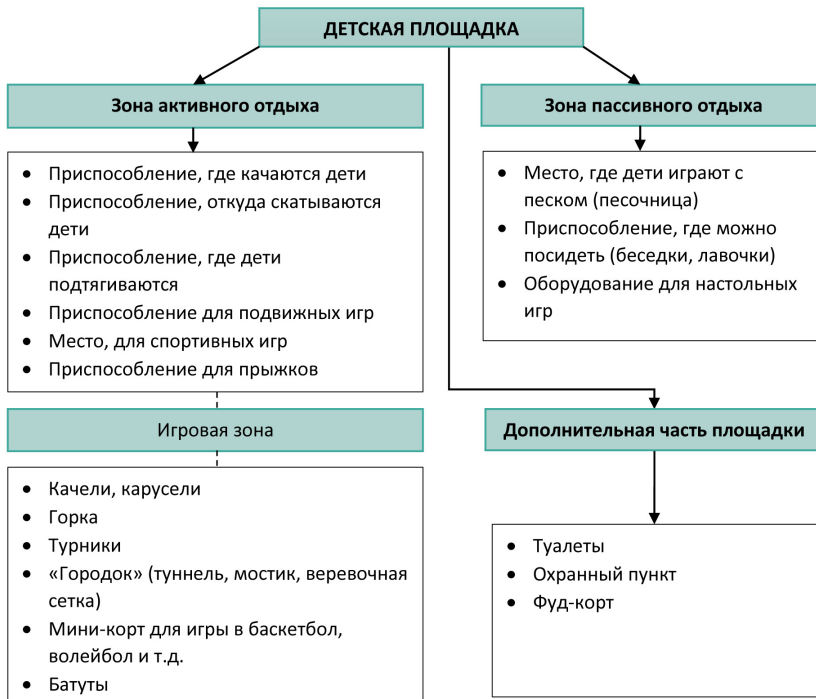 ДЕТСКАЯ ПЛОЩАДКА
Зона активного отдыха
• Приспособление, где качаются дети
• Приспособление, откуда скатываются
дети
• Приспособление, где дети
подтягиваются
• Приспособление для подвижных игр
• Место, для спортивных игр
• Приспособление для прыжков
Игровая зона
• Качели, карусели
• Горка
• Турники
• «Городок» (туннель, мостик, веревочная
сетка)
• Мини-корт для игры в баскетбол,
волейбол и т.д.
• Батуты
Зона пассивного отдыха
• Место, где дети играют с
песком (песочница)
• Приспособление, где можно
посидеть (беседки, лавочки)
• Оборудование для настольных
игр
Дополнительная часть площадки
• Туалеты
• Охранный пункт
• Фуд-корт